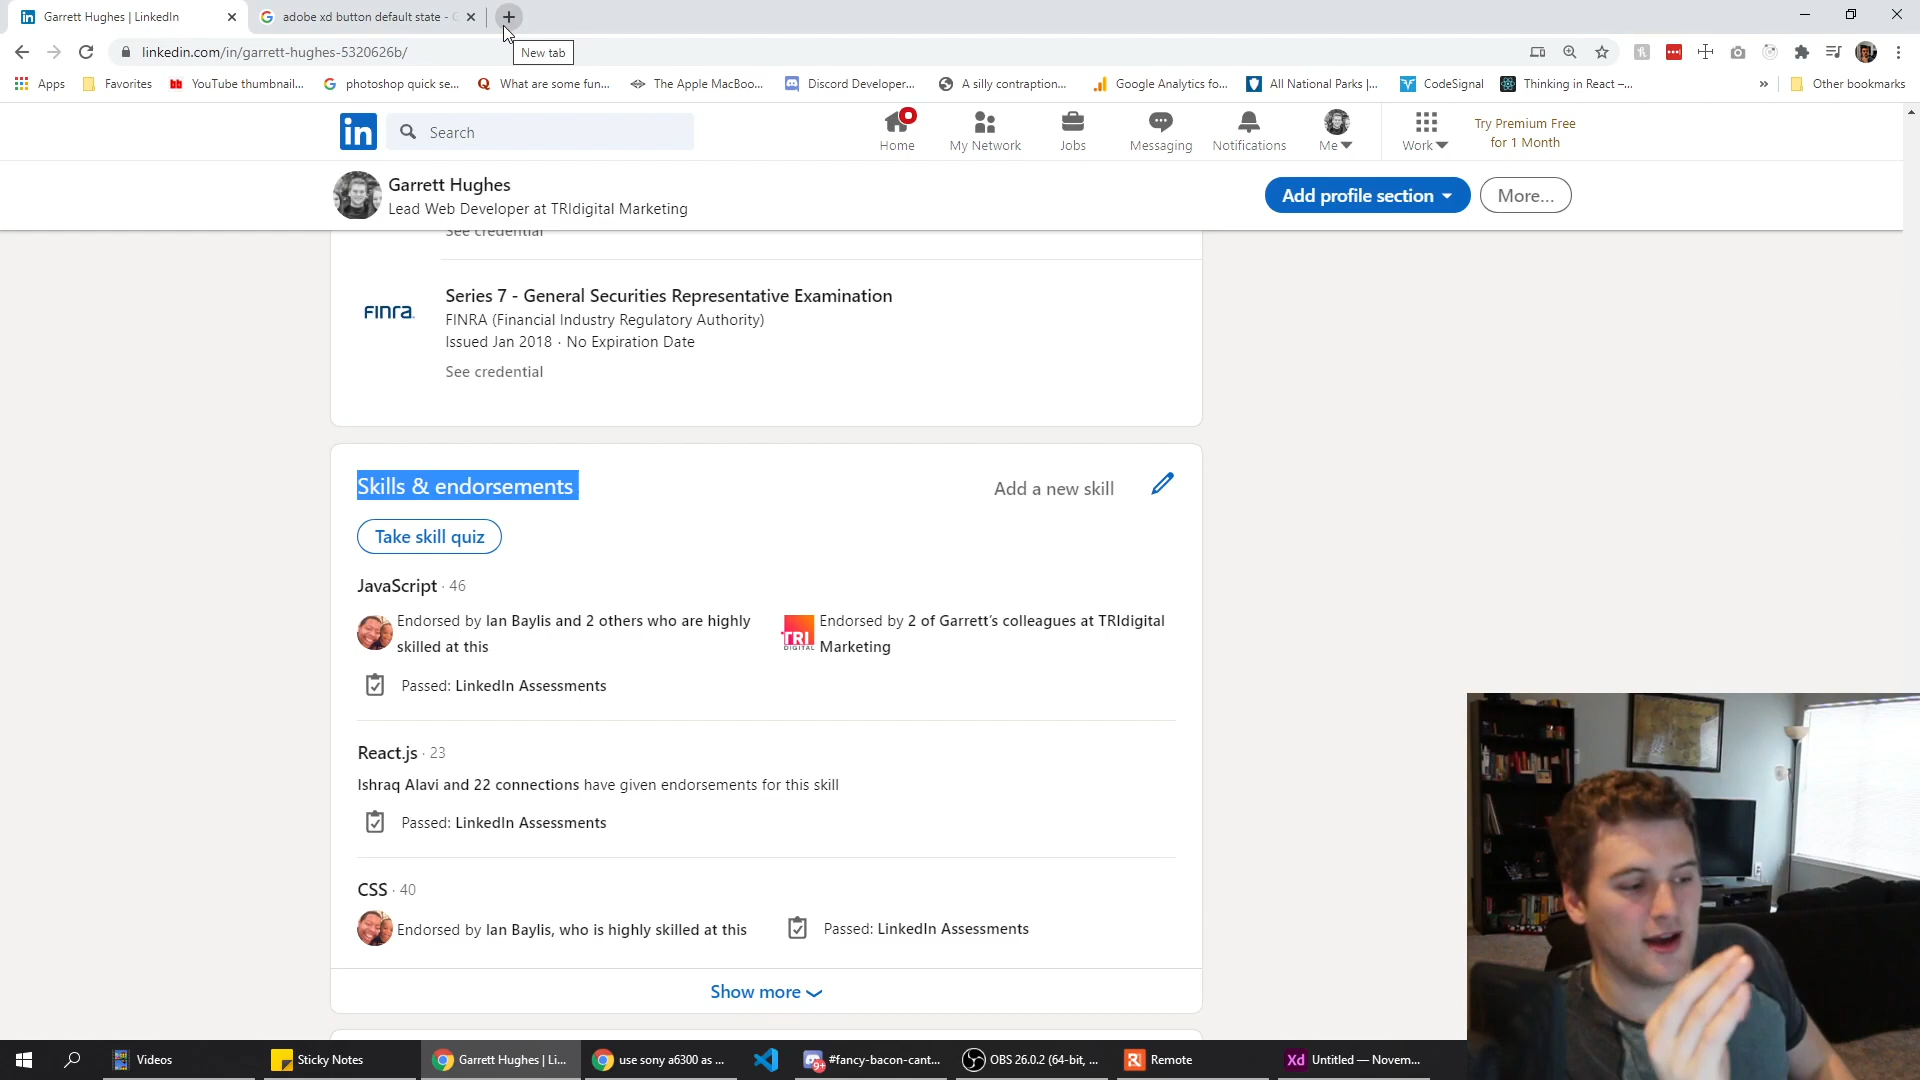 Garrett Hughes | LinkedIn
adobe xd button default state - G
linkedin.com/in/garrett-hughes-5320626b/
New tab
Apps
Favorites
YouTube thumbnail...
photoshop quick se...
What are some fun...
The Apple MacBoo...
Discord Developer...
A silly contraption...
Google Analytics fo...
All National Parks |...
CodeSignal
Thinking in React –...
»
Other bookmarks
in
Search
Home
My Network
Jobs
Messaging
Notifications
Me
Work
Try Premium Free
for 1 Month
Garrett Hughes
Lead Web Developer at TRIdigital Marketing
Add profile section
More...
See credential
FINRA
Series 7 - General Securities Representative Examination
FINRA (Financial Industry Regulatory Authority)
Issued Jan 2018 · No Expiration Date
See credential
Skills & endorsements
Add a new skill
Take skill quiz
JavaScript · 46
Endorsed by Ian Baylis and 2 others who are highly
skilled at this
TRI
DIGITAL
Endorsed by 2 of Garrett's colleagues at TRIdigital
Marketing
Passed: LinkedIn Assessments
React.js · 23
Ishraq Alavi and 22 connections have given endorsements for this skill
Passed: LinkedIn Assessments
CSS · 40
Endorsed by Ian Baylis, who is highly skilled at this
Passed: LinkedIn Assessments
Show more
Videos
Sticky Notes
Garrett Hughes | Li...
use sony a6300 as ...
9+
#fancy-bacon-cant...
OBS 26.0.2 (64-bit, ...
Remote
Xd
Untitled — Novem...